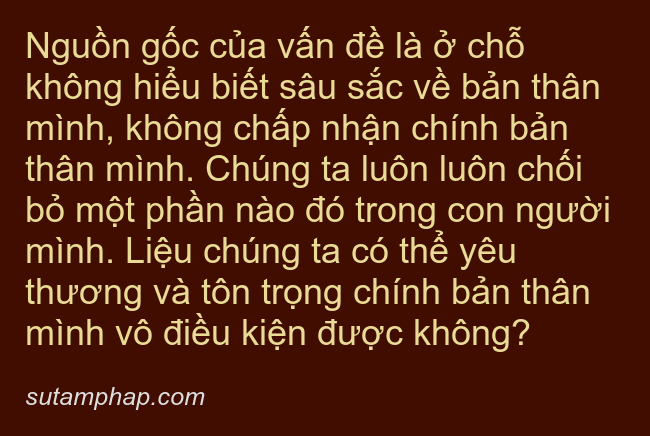 Nguồn gốc của vấn đề là ở chỗ
không hiểu biết sâu sắc về bản thân
mình, không chấp nhận chính bản
thân mình. Chúng ta luôn luôn chối
bỏ một phần nào đó trong con người
mình. Liệu chúng ta có thể yêu
thương và tôn trọng chính bản thân
mình vô điều kiện được không?
sutamphap.com